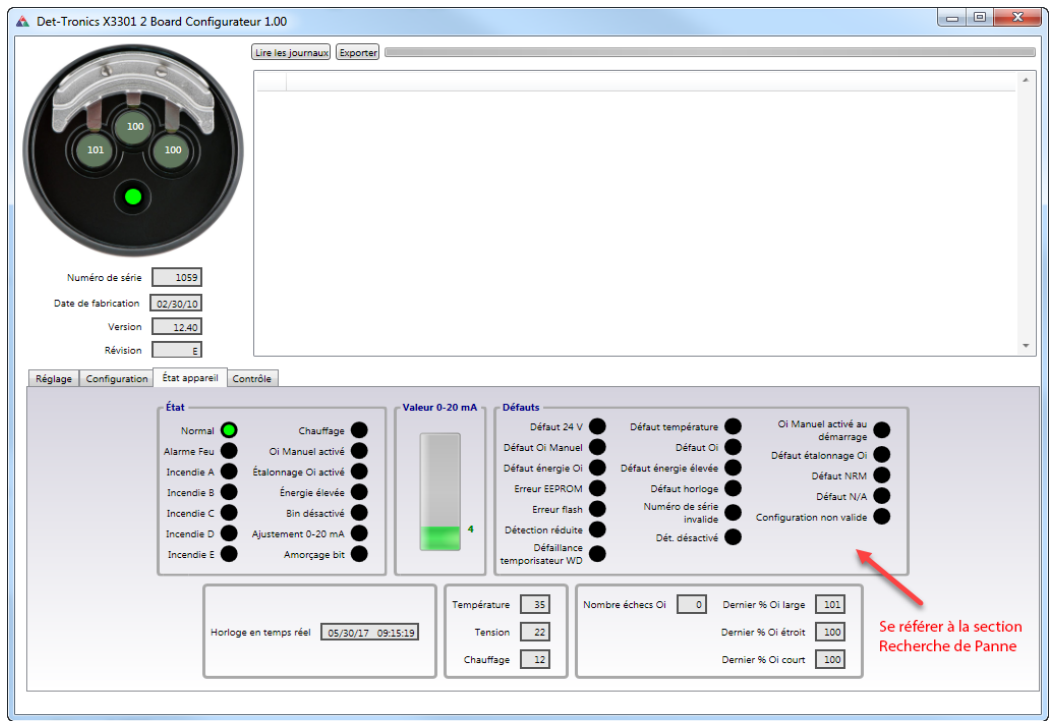 Det-Tronics X3301 2 Board Configurateur 1.00
Lire les journaux Exporter
100
101 100
Numéro de série 1059
Date de fabrication 02/30/10
Version 12.40
Révision E
Réglage Configuration État appareil Contrôle
État
Normal Chauffage
Alarme Feu Oi Manuel activé
Incendie A Étalonnage Oi activé
Incendie B Énergie élevée
Incendie C Bin désactivé
Incendie D Ajustement 0-20 mA
Incendie E Amorçage bit
Valeur 0-20 mA
4
Défauts
Défaut 24 V
Défaut Oi Manuel
Défaut énergie Oi
Erreur EEPROM
Erreur flash
Détection réduite
Défaillance
temporisateur WD
Défaut température
Défaut Oi
Défaut énergie élevée
Défaut horloge
Numéro de série
invalide
Dét. désactivé
Oi Manuel activé au
démarrage
Défaut étalonnage Oi
Défaut NRM
Défaut N/A
Configuration non valide
Horloge en temps réel 05/30/17 09:15:19
Température 35
Tension 22
Chauffage 12
Nombre échecs Oi 0
Dernier % Oi large 101
Dernier % Oi étroit 100
Dernier % Oi court 100
Se référer à la section
Recherche de Panne